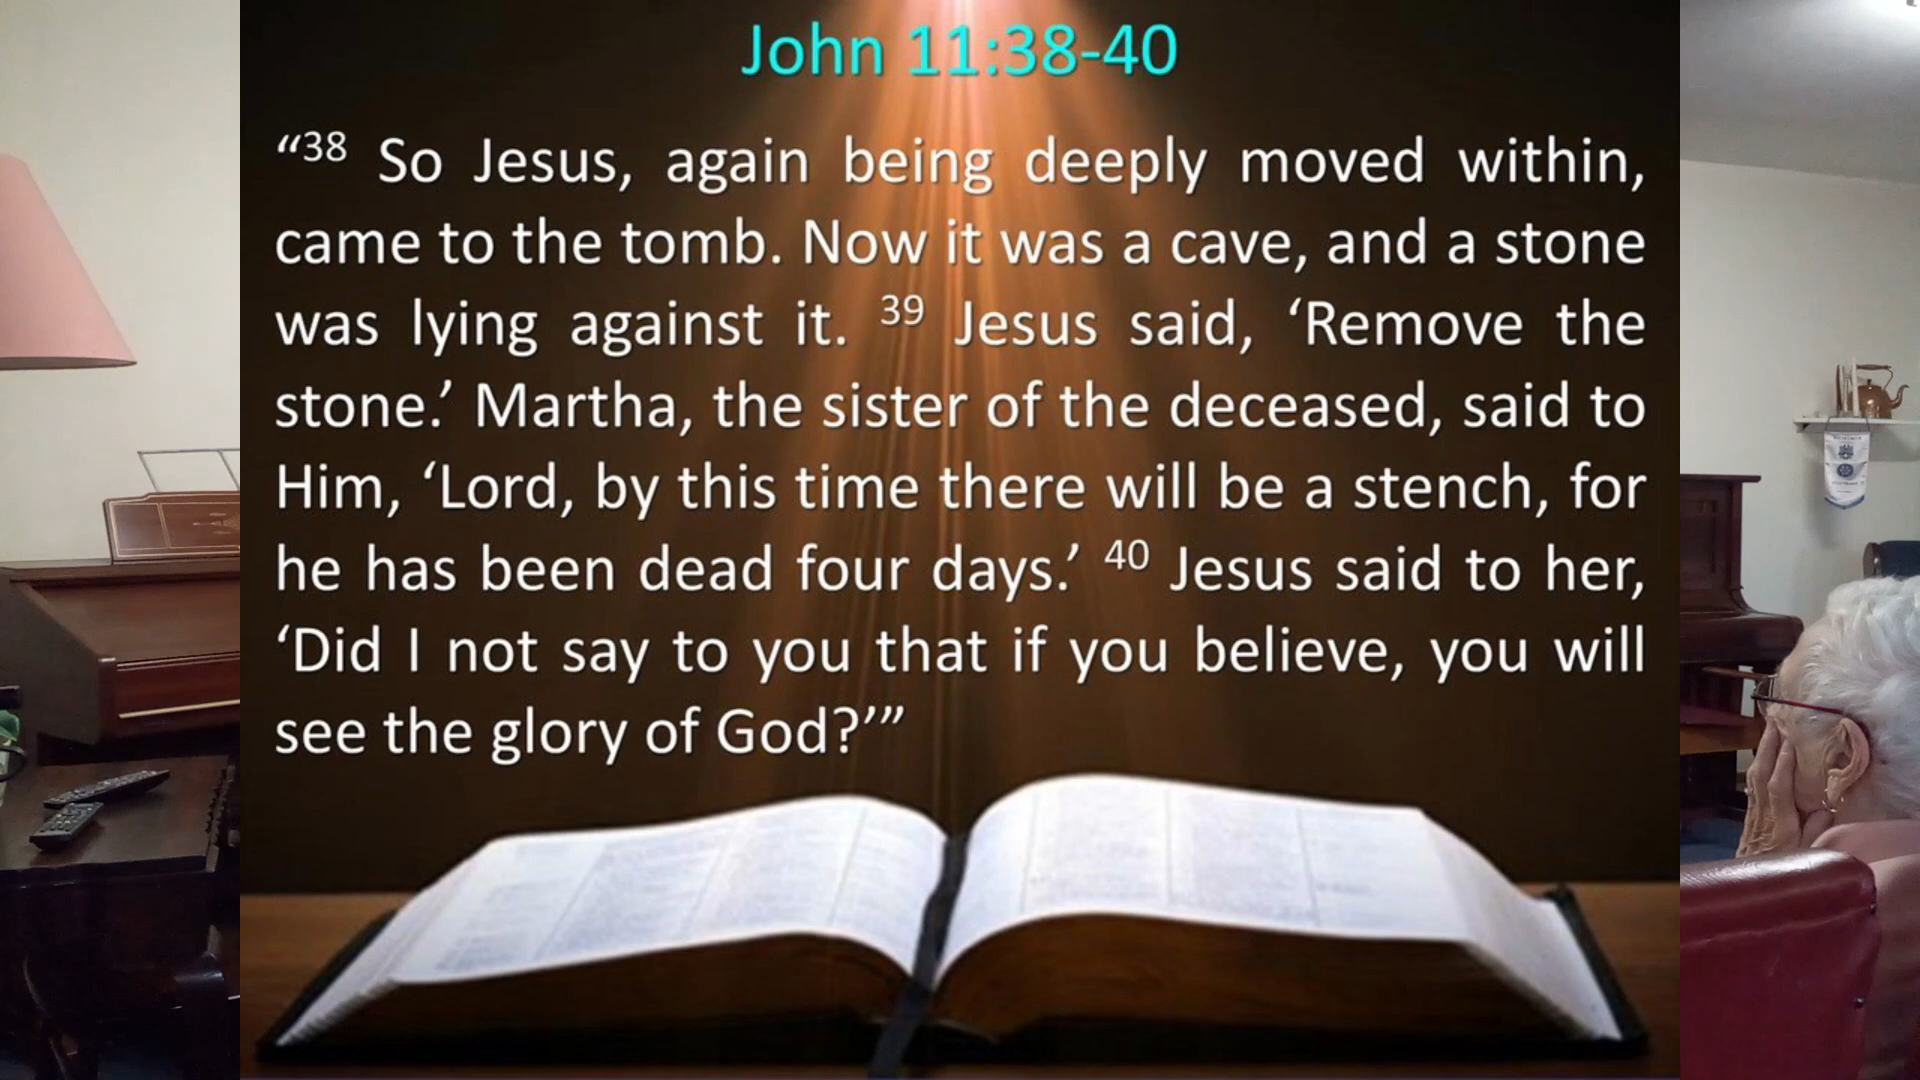 John 11:38-40
“38 So Jesus, again being deeply moved within,
came to the tomb. Now it was a cave, and a stone
was lying against it. 39 Jesus said, ‘Remove the
stone.’ Martha, the sister of the deceased, said to
Him, ‘Lord, by this time there will be a stench, for
he has been dead four days.’ 40 Jesus said to her,
‘Did I not say to you that if you believe, you will
see the glory of God?’”